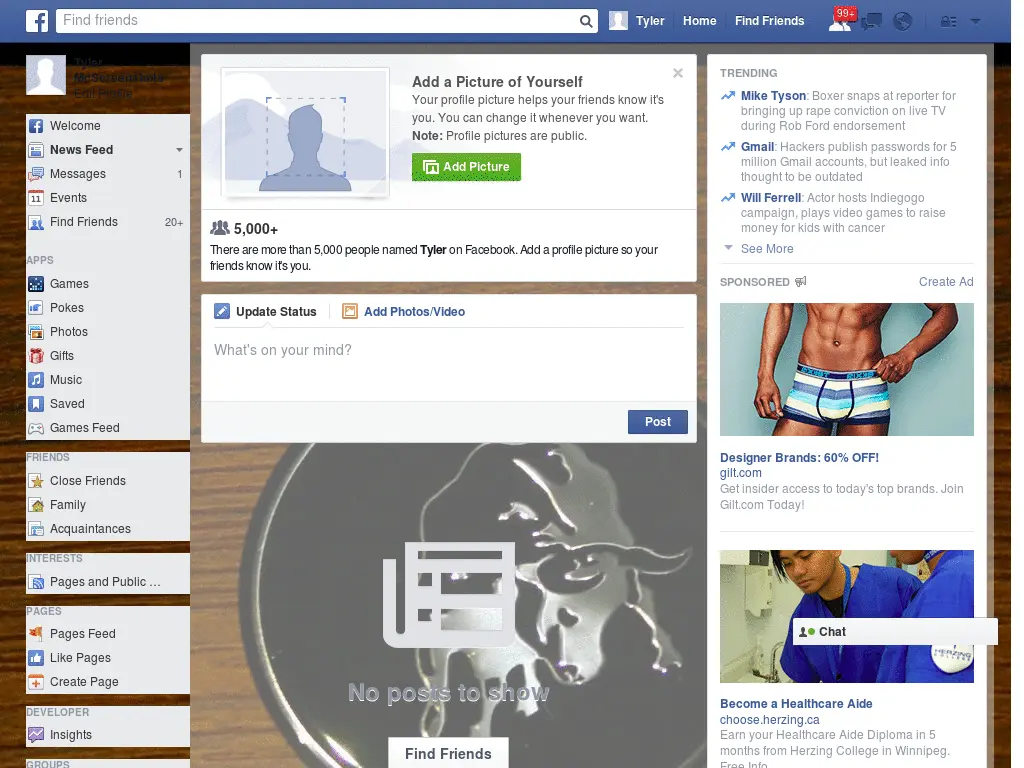 Find friends
Tyler
Home
Find Friends
99+
Tyler
McScreenshots
Edit Profile
Welcome
News Feed
Messages 1
Events
Find Friends 20+
APPS
Games
Pokes
Photos
Gifts
Music
Saved
Games Feed
FRIENDS
Close Friends
Family
Acquaintances
INTERESTS
Pages and Public ...
PAGES
Pages Feed
Like Pages
Create Page
DEVELOPER
Insights
GROUPS
Add a Picture of Yourself
Your profile picture helps your friends know it's
you. You can change it whenever you want.
Note: Profile pictures are public.
Add Picture
5,000+
There are more than 5,000 people named Tyler on Facebook. Add a profile picture so your
friends know it's you.
Update Status
Add Photos/Video
What's on your mind?
Post
No posts to show
Find Friends
TRENDING
Mike Tyson: Boxer snaps at reporter for
bringing up rape conviction on live TV
during Rob Ford endorsement
Gmail: Hackers publish passwords for 5
million Gmail accounts, but leaked info
thought to be outdated
Will Ferrell: Actor hosts Indiegogo
campaign, plays video games to raise
money for kids with cancer
See More
SPONSORED
Create Ad
Designer Brands: 60% OFF!
gilt.com
Get insider access to today's top brands. Join
Gilt.com Today!
Chat
HERZING
COLLEGE
Become a Healthcare Aide
choose.herzing.ca
Earn your Healthcare Aide Diploma in 5
months from Herzing College in Winnipeg.
Free Info